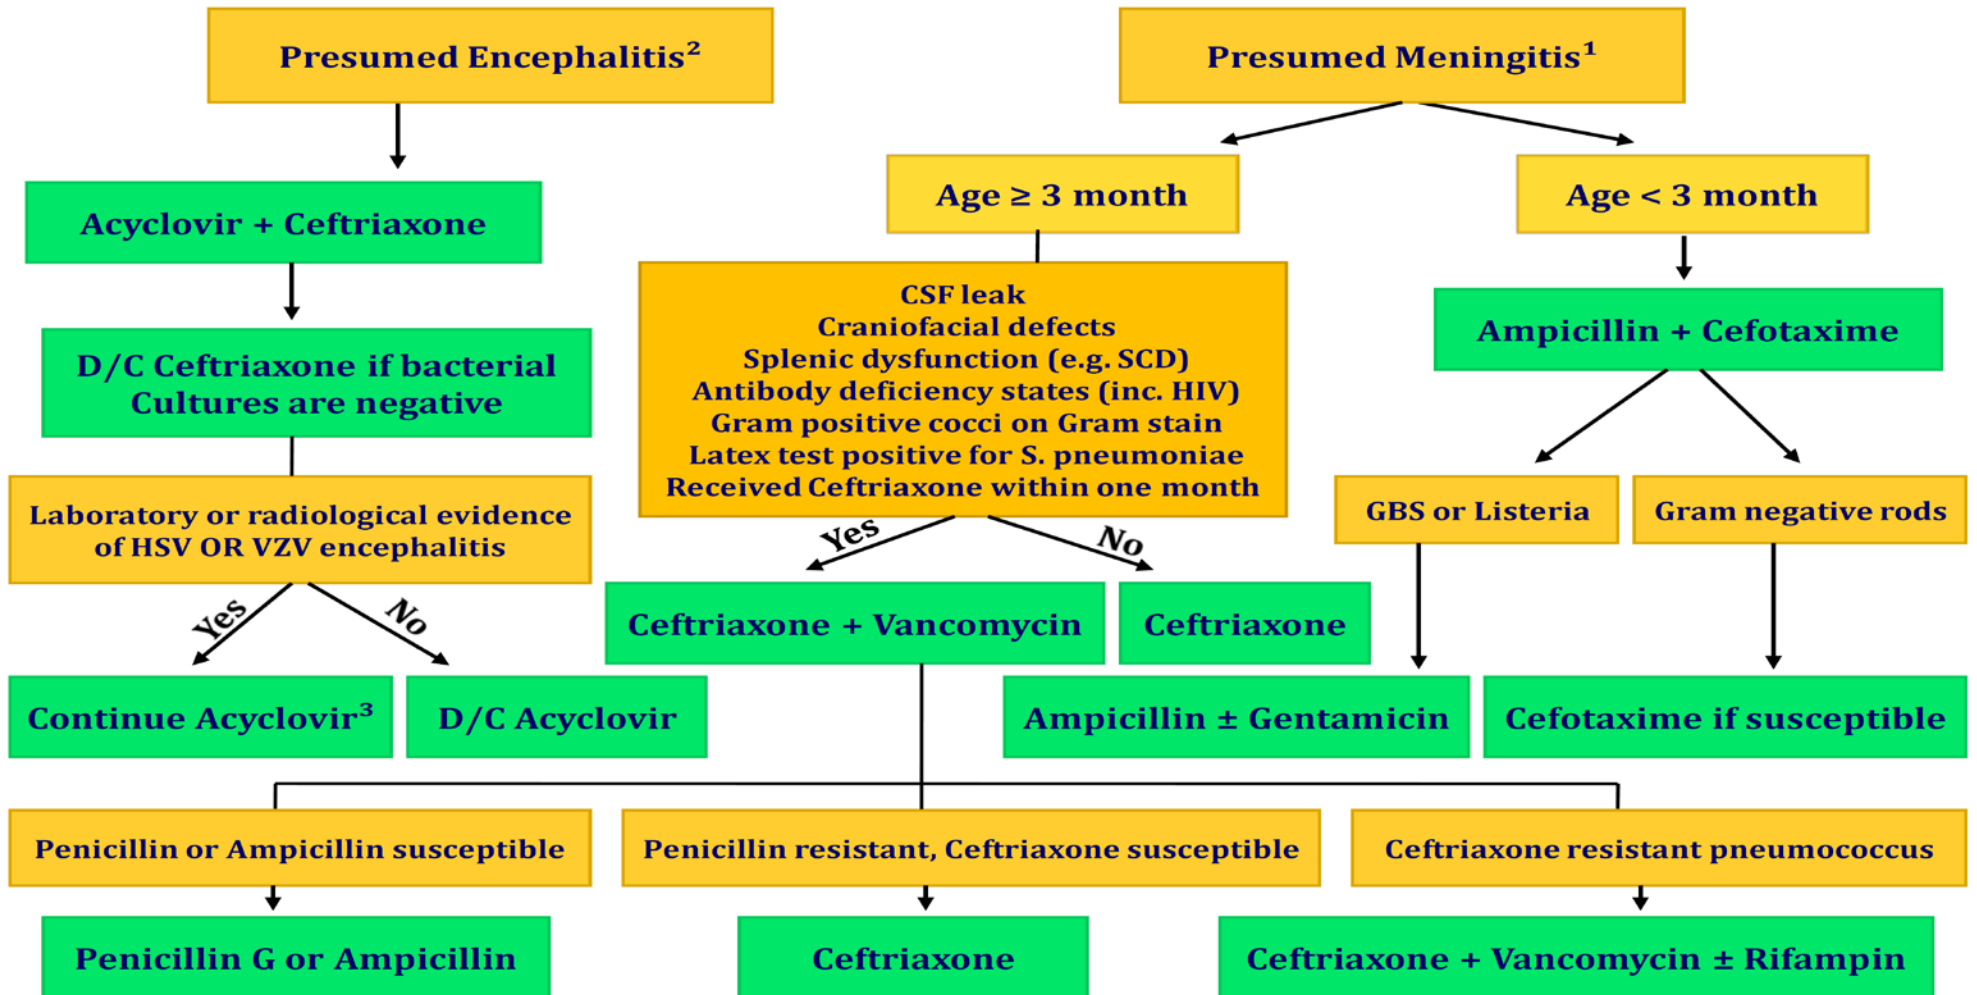 Presumed Encephalitis²
Acyclovir + Ceftriaxone
D/C Ceftriaxone if bacterial
Cultures are negative
Laboratory or radiological evidence
of HSV OR VZV encephalitis
Yes
No
Continue Acyclovir³
D/C Acyclovir
Presumed Meningitis¹
Age ≥ 3 month
CSF leak
Craniofacial defects
Splenic dysfunction (e.g. SCD)
Antibody deficiency states (inc. HIV)
Gram positive cocci on Gram stain
Latex test positive for S. pneumoniae
Received Ceftriaxone within one month
Yes
No
Ceftriaxone + Vancomycin
Ceftriaxone
Age < 3 month
Ampicillin + Cefotaxime
GBS or Listeria
Gram negative rods
Ampicillin ± Gentamicin
Cefotaxime if susceptible
Penicillin or Ampicillin susceptible
Penicillin G or Ampicillin
Penicillin resistant, Ceftriaxone susceptible
Ceftriaxone
Ceftriaxone resistant pneumococcus
Ceftriaxone + Vancomycin ± Rifampin